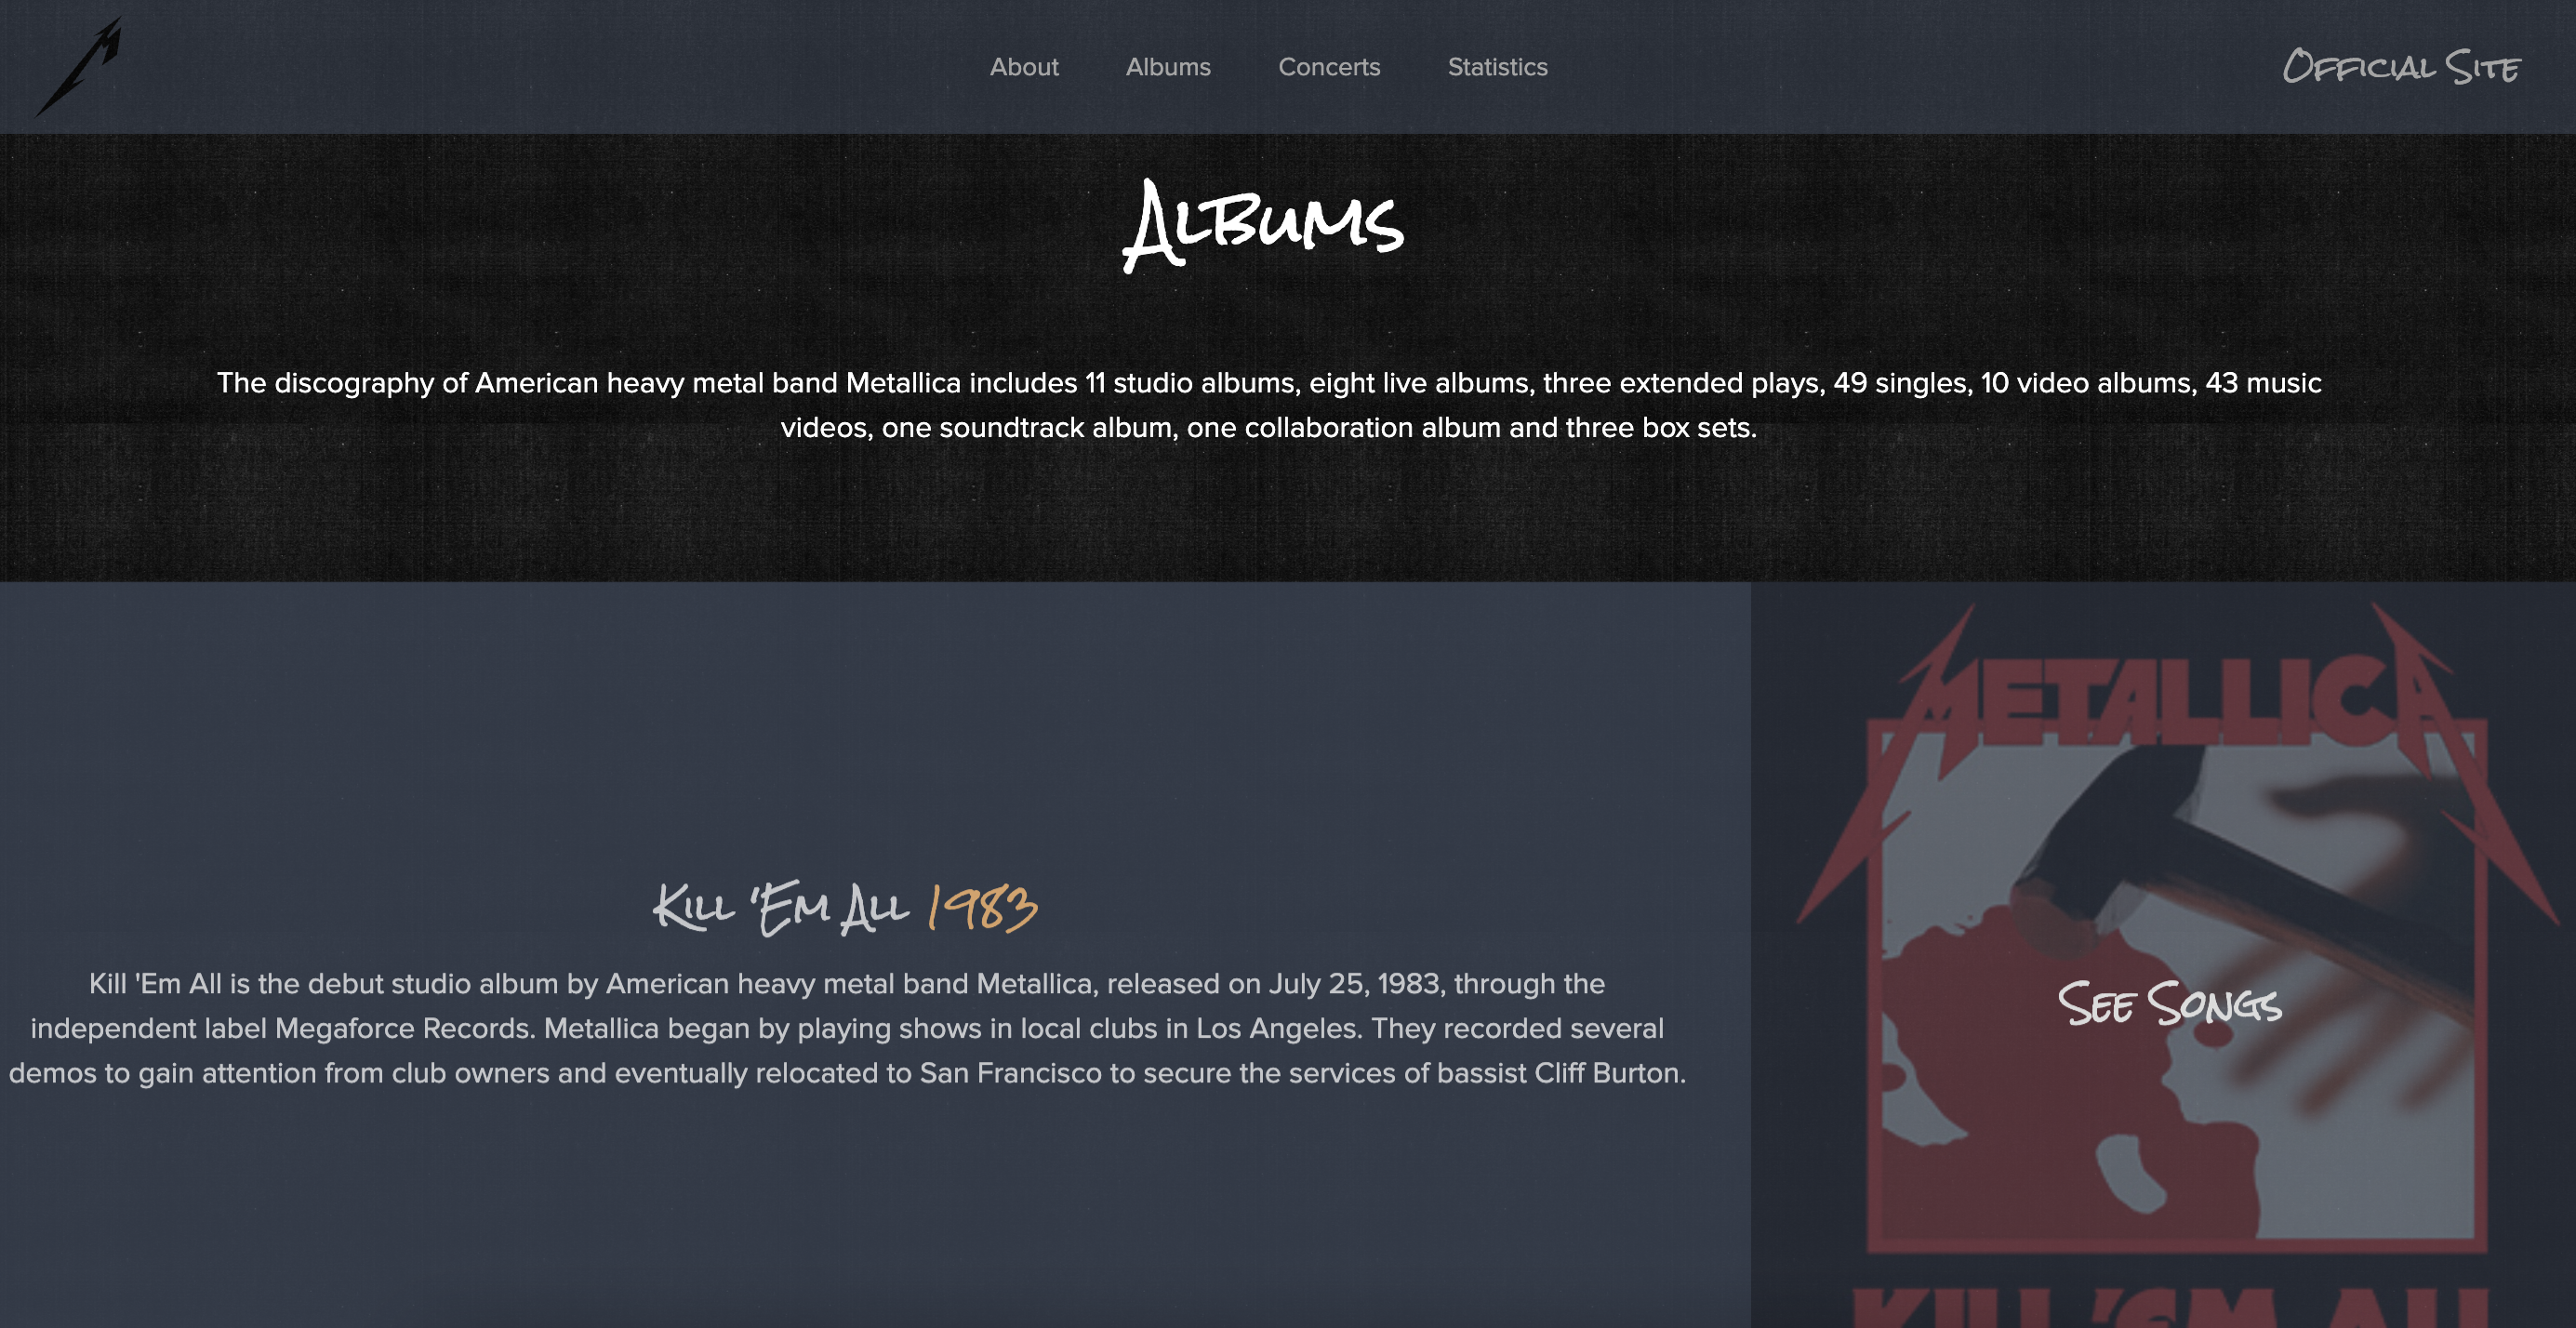 About Albums Concerts Statistics Official Site
Albums
The discography of American heavy metal band Metallica includes 11 studio albums, eight live albums, three extended plays, 49 singles, 10 video albums, 43 music
videos, one soundtrack album, one collaboration album and three box sets.
Kill 'Em All 1983
Kill 'Em All is the debut studio album by American heavy metal band Metallica, released on July 25, 1983, through the
independent label Megaforce Records. Metallica began by playing shows in local clubs in Los Angeles. They recorded several
demos to gain attention from club owners and eventually relocated to San Francisco to secure the services of bassist Cliff Burton.
METALLICA
See Songs
KILL 'EM ALL